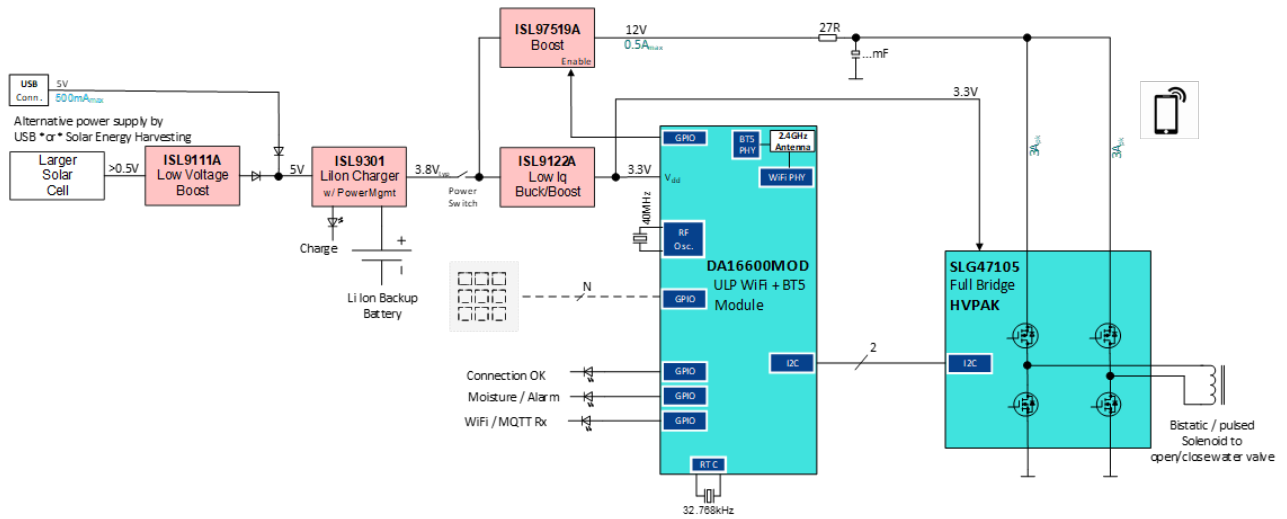 ISL97519A
Boost
Enable
12V
0.5Amax
27R
...mF
USB
Conn.
5V
500mAmax
Alternative power supply by
USB *or* Solar Energy Harvesting
Larger
Solar
Cell
>0.5V
ISL9111A
Low Voltage
Boost
5V
ISL9301
LiIon Charger
w/ PowerMgmt
3.8Vtyp
Power
Switch
ISL9122A
Low Iq
Buck/Boost
3.3V
3.3V
Charge
+
Li Ion Backup
Battery
GPIO
BT5
PHY
2.4GHz
Antenna
WiFi PHY
Vdd
40MHz
RF
Osc.
DA16600MOD
ULP WiFi + BT5
Module
N
GPIO
I2C
2
Connection OK
GPIO
Moisture / Alarm
GPIO
WiFi / MQTT Rx
GPIO
RTC
32.768kHz
3Apk
3Apk
SLG47105
Full Bridge
HVPAK
I2C
Bistatic / pulsed
Solenoid to
open/closewater valve